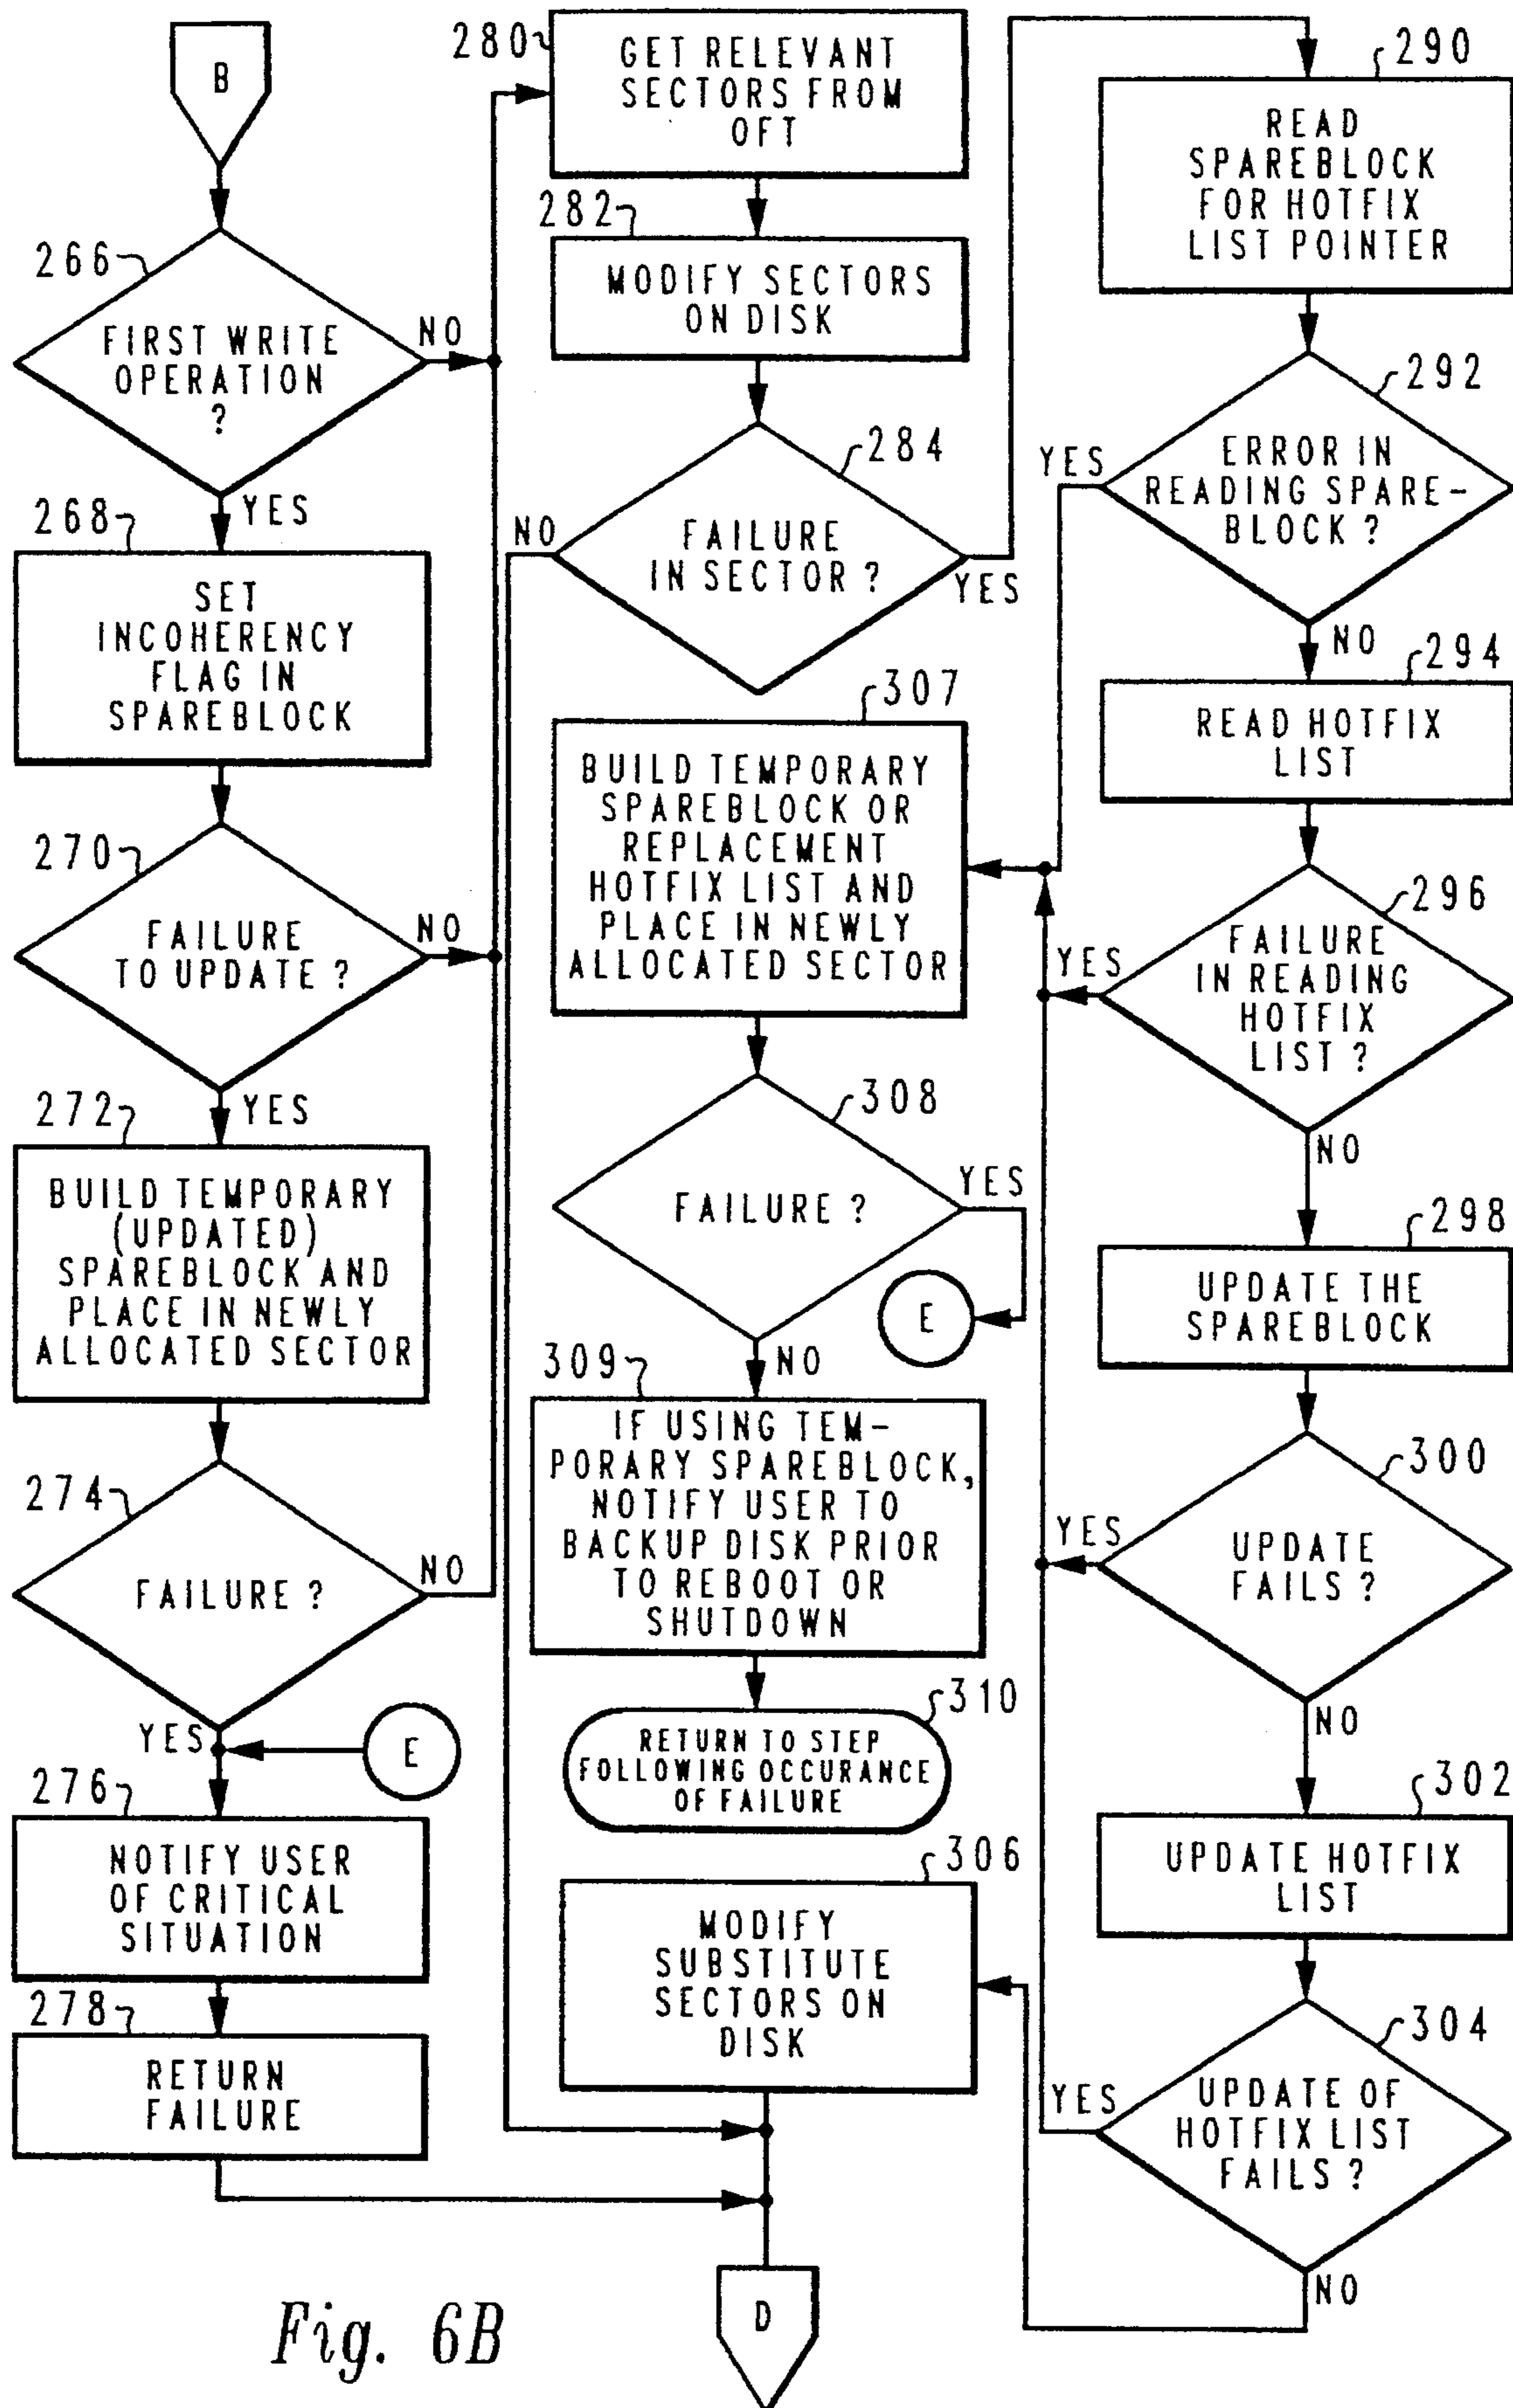 B
266
FIRST WRITE
OPERATION
?
NO
YES
268
SET
INCOHERENCY
FLAG IN
SPAREBLOCK
270
FAILURE
TO UPDATE ?
NO
YES
272
BUILD TEMPORARY
(UPDATED)
SPAREBLOCK AND
PLACE IN NEWLY
ALLOCATED SECTOR
274
FAILURE ?
NO
YES
E
276
NOTIFY USER
OF CRITICAL
SITUATION
278
RETURN
FAILURE
280
GET RELEVANT
SECTORS FROM
OFT
282
MODIFY SECTORS
ON DISK
284
NO
FAILURE
IN SECTOR ?
YES
307
BUILD TEMPORARY
SPAREBLOCK OR
REPLACEMENT
HOTFIX LIST AND
PLACE IN NEWLY
ALLOCATED SECTOR
308
FAILURE ?
YES
E
NO
309
IF USING TEM-
PORARY SPAREBLOCK,
NOTIFY USER TO
BACKUP DISK PRIOR
TO REBOOT OR
SHUTDOWN
310
RETURN TO STEP
FOLLOWING OCCURANCE
OF FAILURE
306
MODIFY
SUBSTITUTE
SECTORS ON
DISK
D
290
READ
SPAREBLOCK
FOR HOTFIX
LIST POINTER
292
YES
ERROR IN
READING SPARE-
BLOCK ?
NO
294
READ HOTFIX
LIST
296
YES
FAILURE
IN READING
HOTFIX
LIST ?
NO
298
UPDATE THE
SPAREBLOCK
300
YES
UPDATE
FAILS ?
NO
302
UPDATE HOTFIX
LIST
304
YES
UPDATE OF
HOTFIX LIST
FAILS ?
NO
Fig. 6B